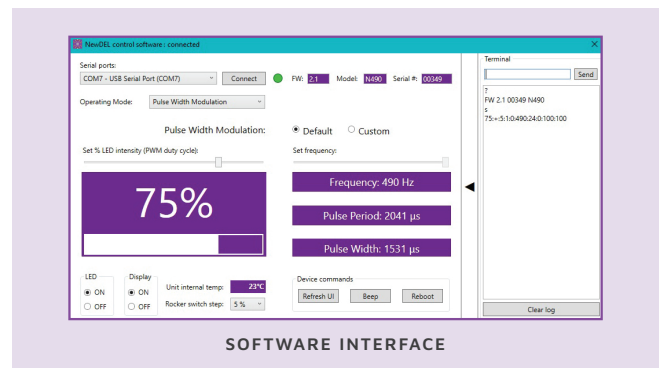 NewDEL control software : connected
Serial ports:
COM7 - USB Serial Port (COM7)
Connect
FW: 2.1 Model: N490 Serial #: 00349
Operating Mode: Pulse Width Modulation
Pulse Width Modulation:
Default Custom
Set % LED intensity (PWM duty cycle):
75%
Set frequency:
Frequency: 490 Hz
Pulse Period: 2041 µs
Pulse Width: 1531 µs
LED
ON
OFF
Display
ON
OFF
Unit internal temp: 23°C
Rocker switch step: 5 %
Device commands
Refresh UI Beep Reboot
Terminal
Send
?
FW 2.1 00349 N490
s
75:+:5:1:0:490:24:0:100:100
Clear log
SOFTWARE INTERFACE